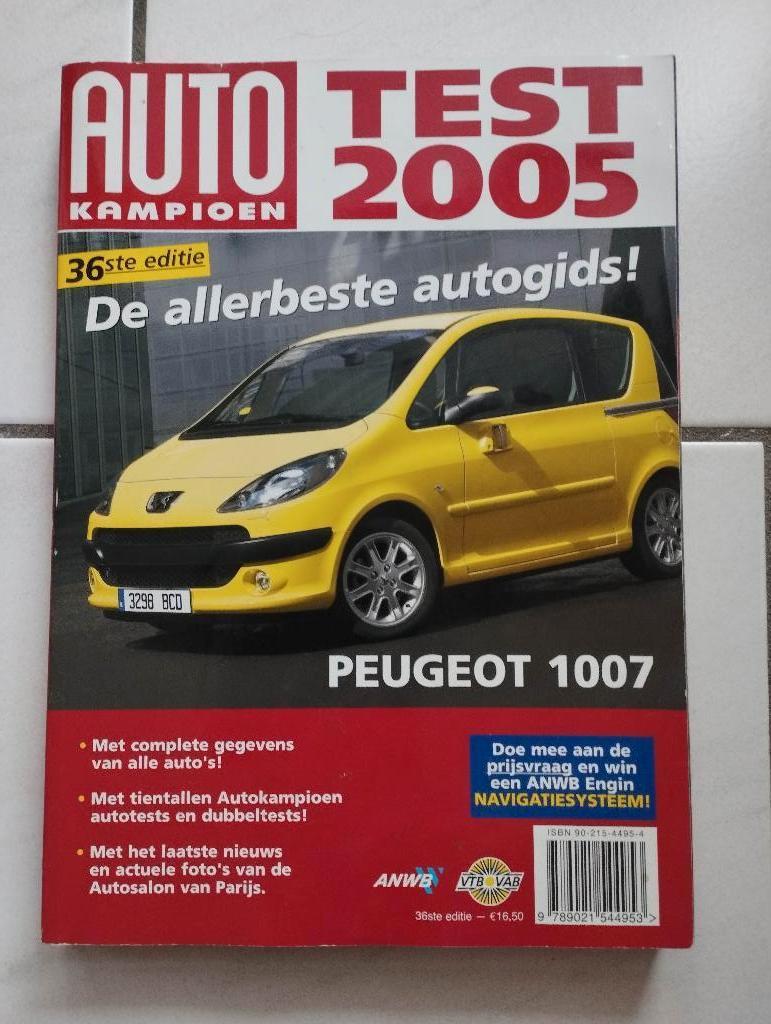 AUTO
KAMPIOEN
TEST
2005
36ste editie
De allerbeste autogids!
3298 BCD
PEUGEOT 1007
• Met complete gegevens
van alle auto's!
• Met tientallen Autokampioen
autotests en dubbeltests!
• Met het laatste nieuws
en actuele foto's van de
Autosalon van Parijs.
Doe mee aan de
prijsvraag en win
een ANWB Engin
NAVIGATIESYSTEEM!
ANWB
VTB VAB
36ste editie — €16,50
ISBN 90-215-4495-4
9 789021 544953 >